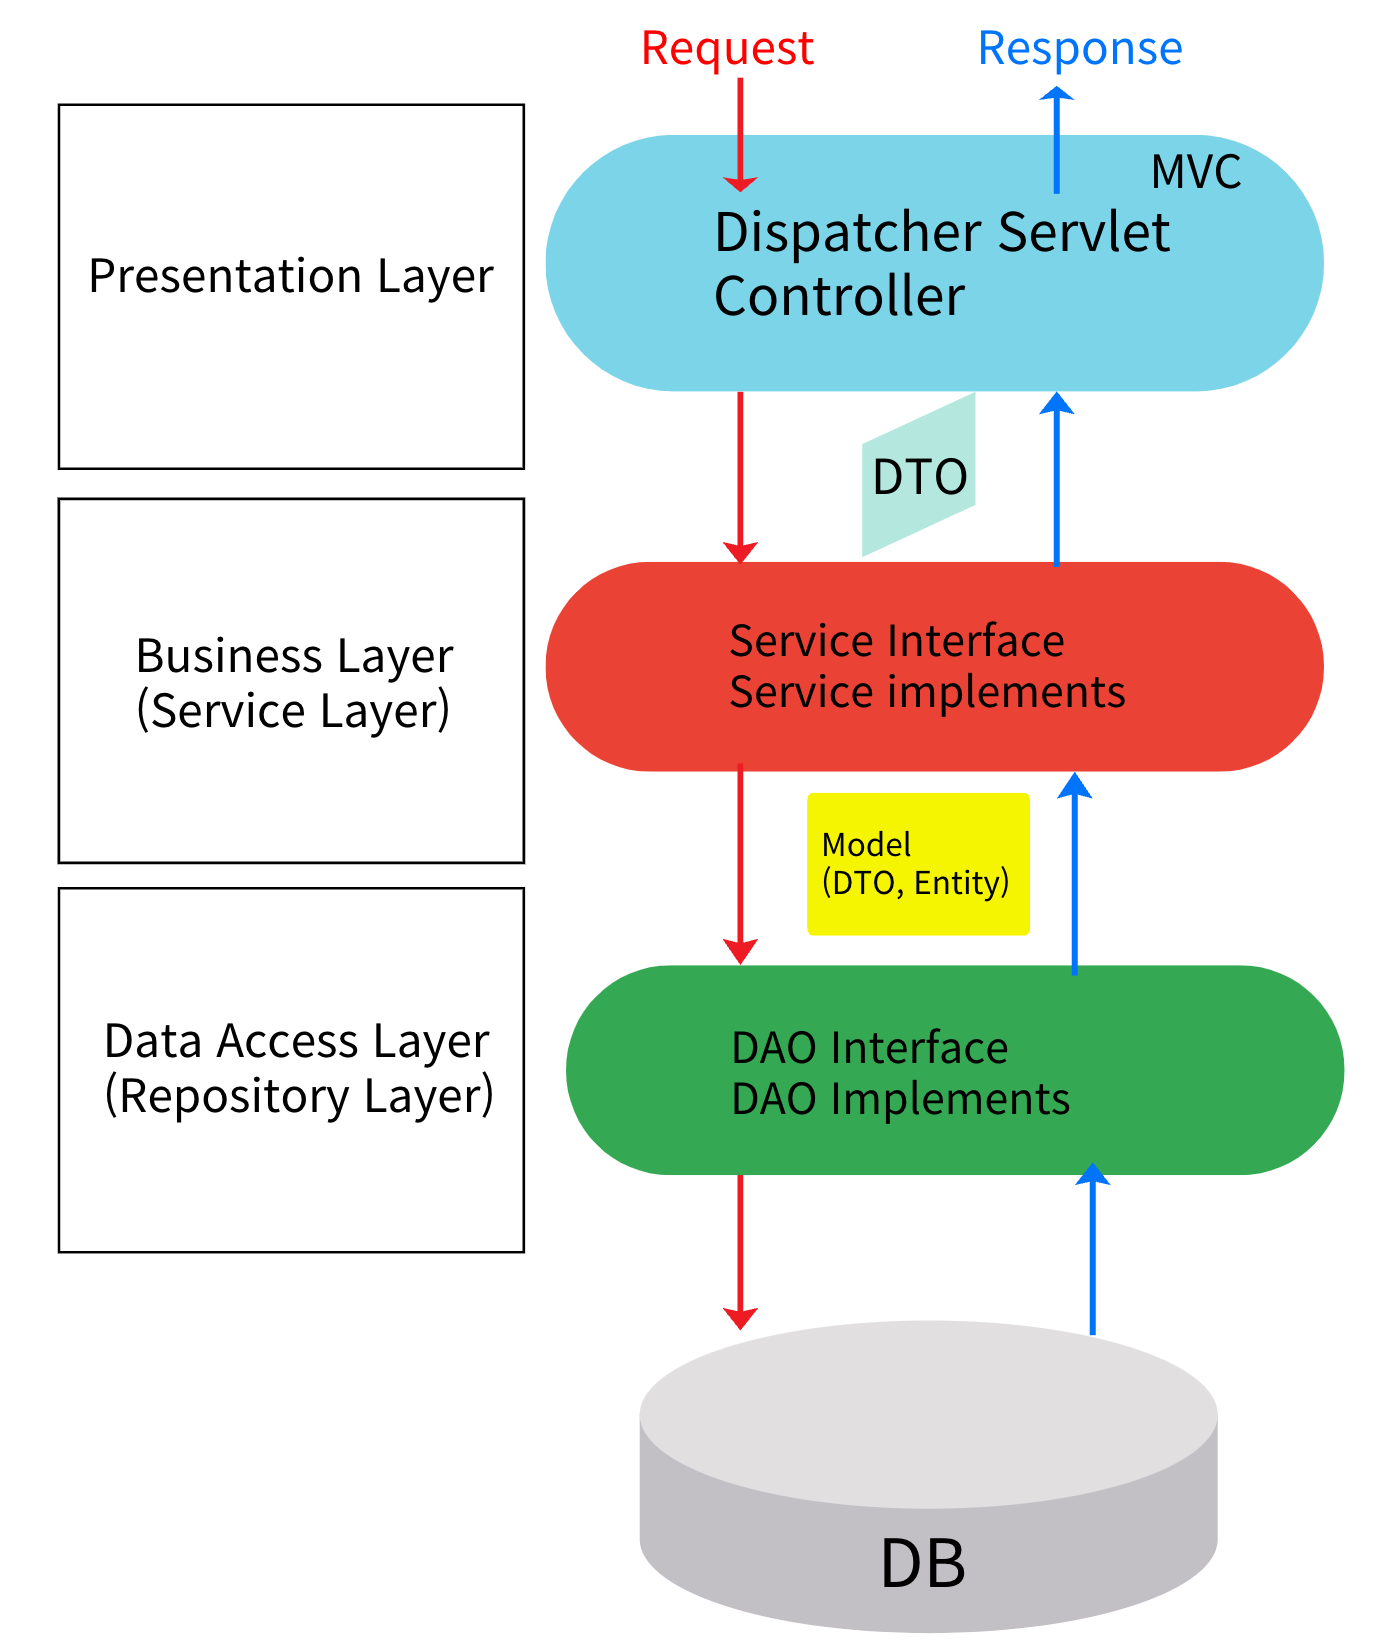 Request
Response
MVC
Presentation Layer
Dispatcher Servlet
Controller
DTO
Business Layer
(Service Layer)
Service Interface
Service implements
Model
(DTO, Entity)
Data Access Layer
(Repository Layer)
DAO Interface
DAO Implements
DB